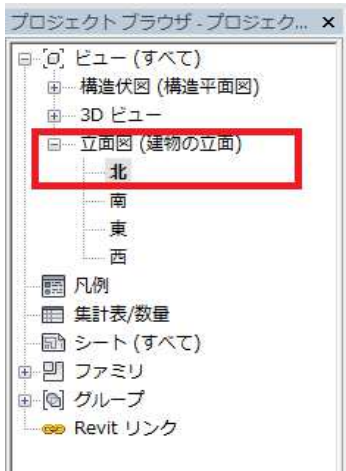 プロジェクト ブラウザ - プロジェク...
ビュー (すべて)
構造伏図 (構造平面図)
3D ビュー
立面図 (建物の立面)
北
南
東
西
凡例
集計表/数量
シート (すべて)
ファミリ
グループ
Revit リンク